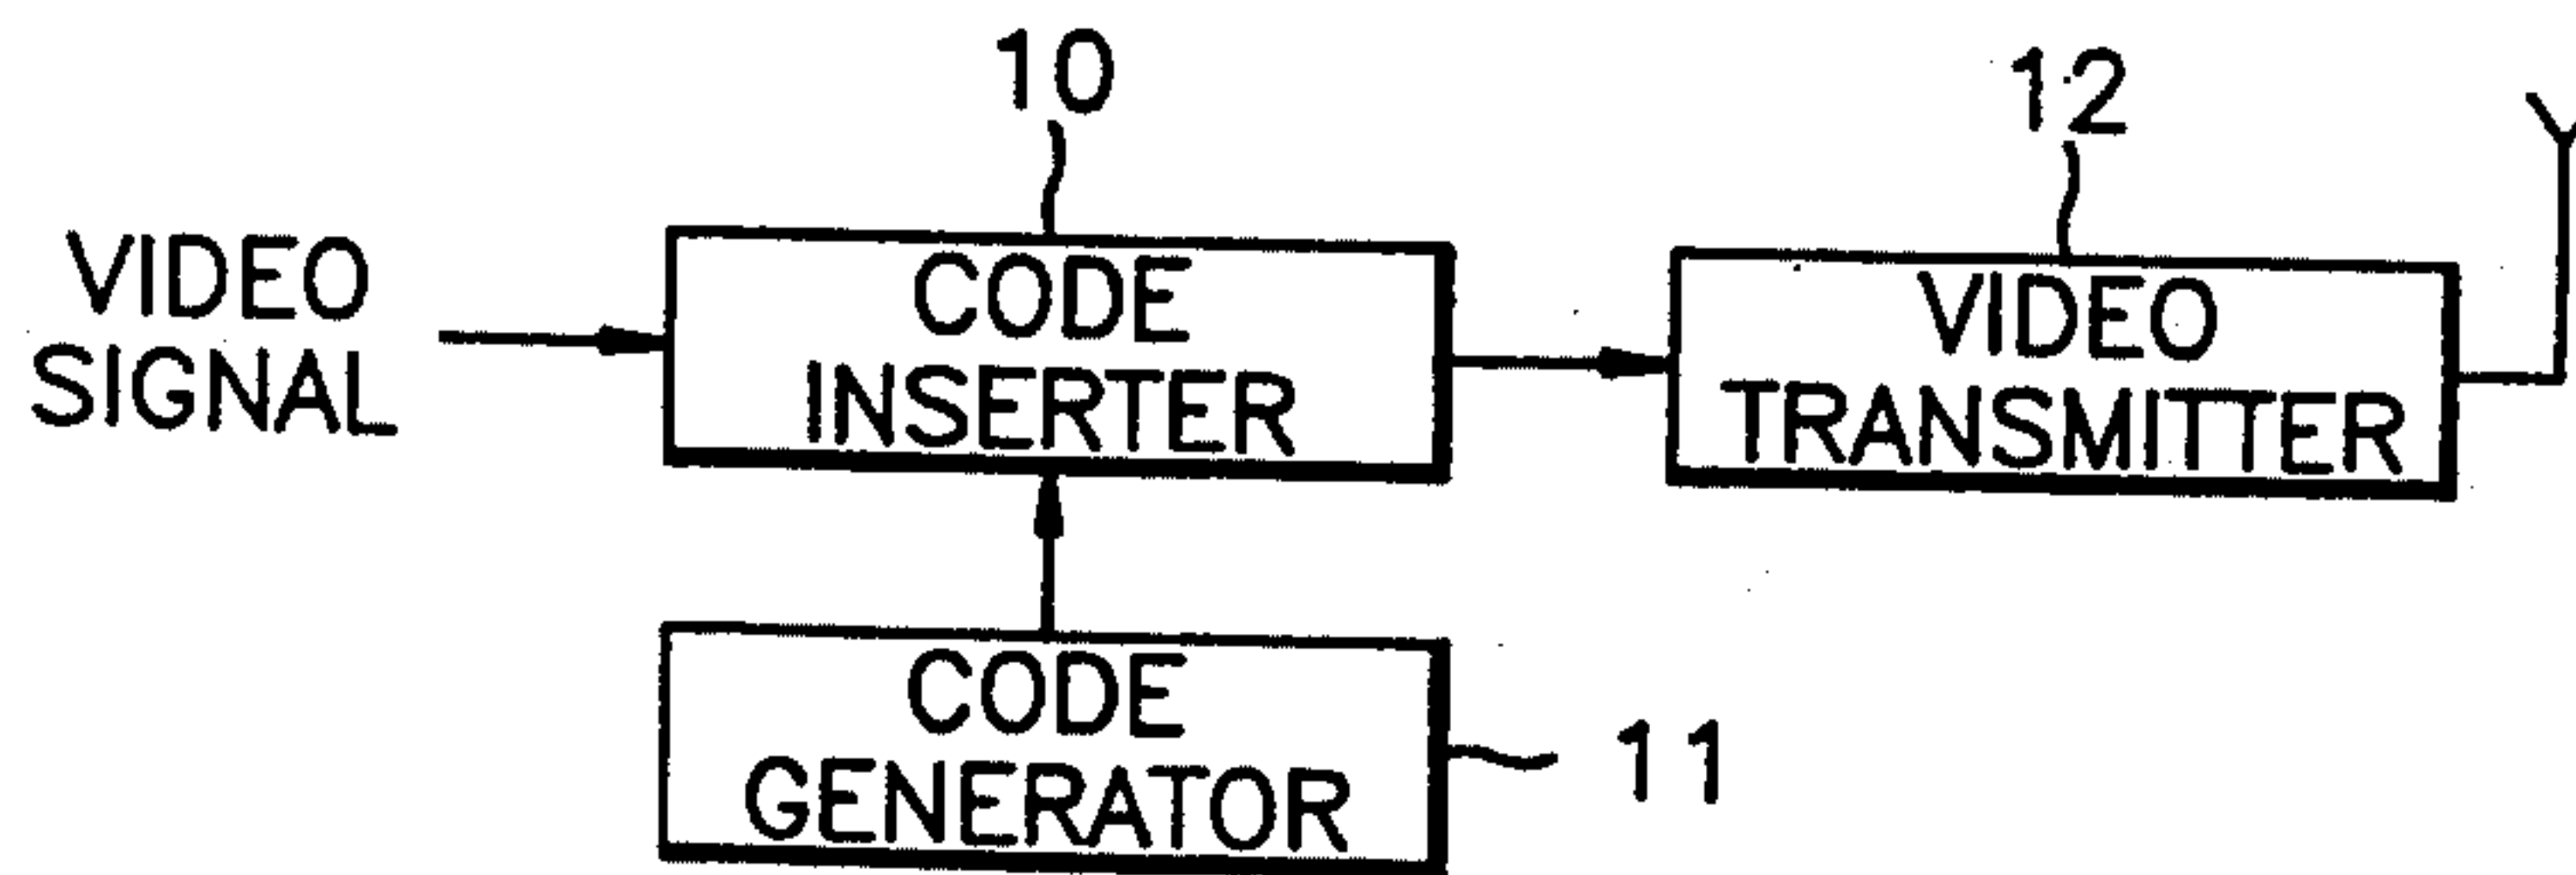 10
12
VIDEO
SIGNAL
CODE
INSERTER
VIDEO
TRANSMITTER
CODE
GENERATOR
11